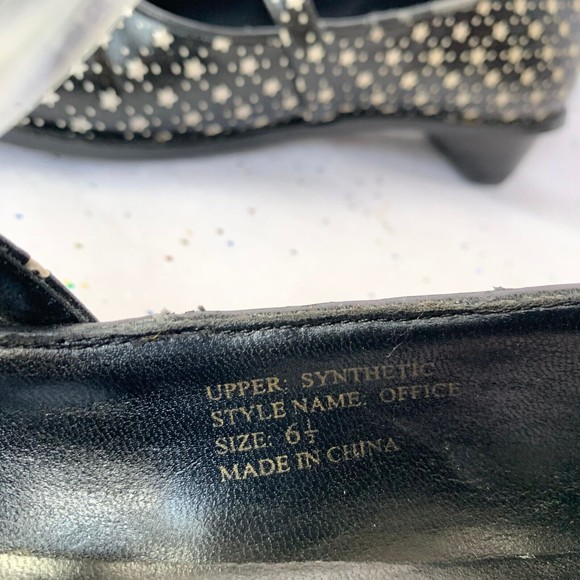 UPPER: SYNTHETIC
STYLE NAME: OFFICE
SIZE: 6½
MADE IN CHINA